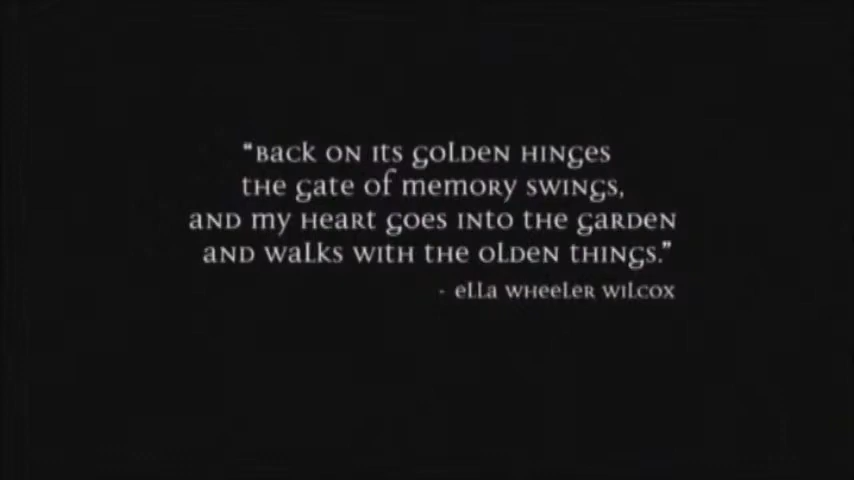 “Back on its golden hinges
the gate of memory swings,
and my heart goes into the garden
and walks with the olden things.”
- Ella Wheeler Wilcox